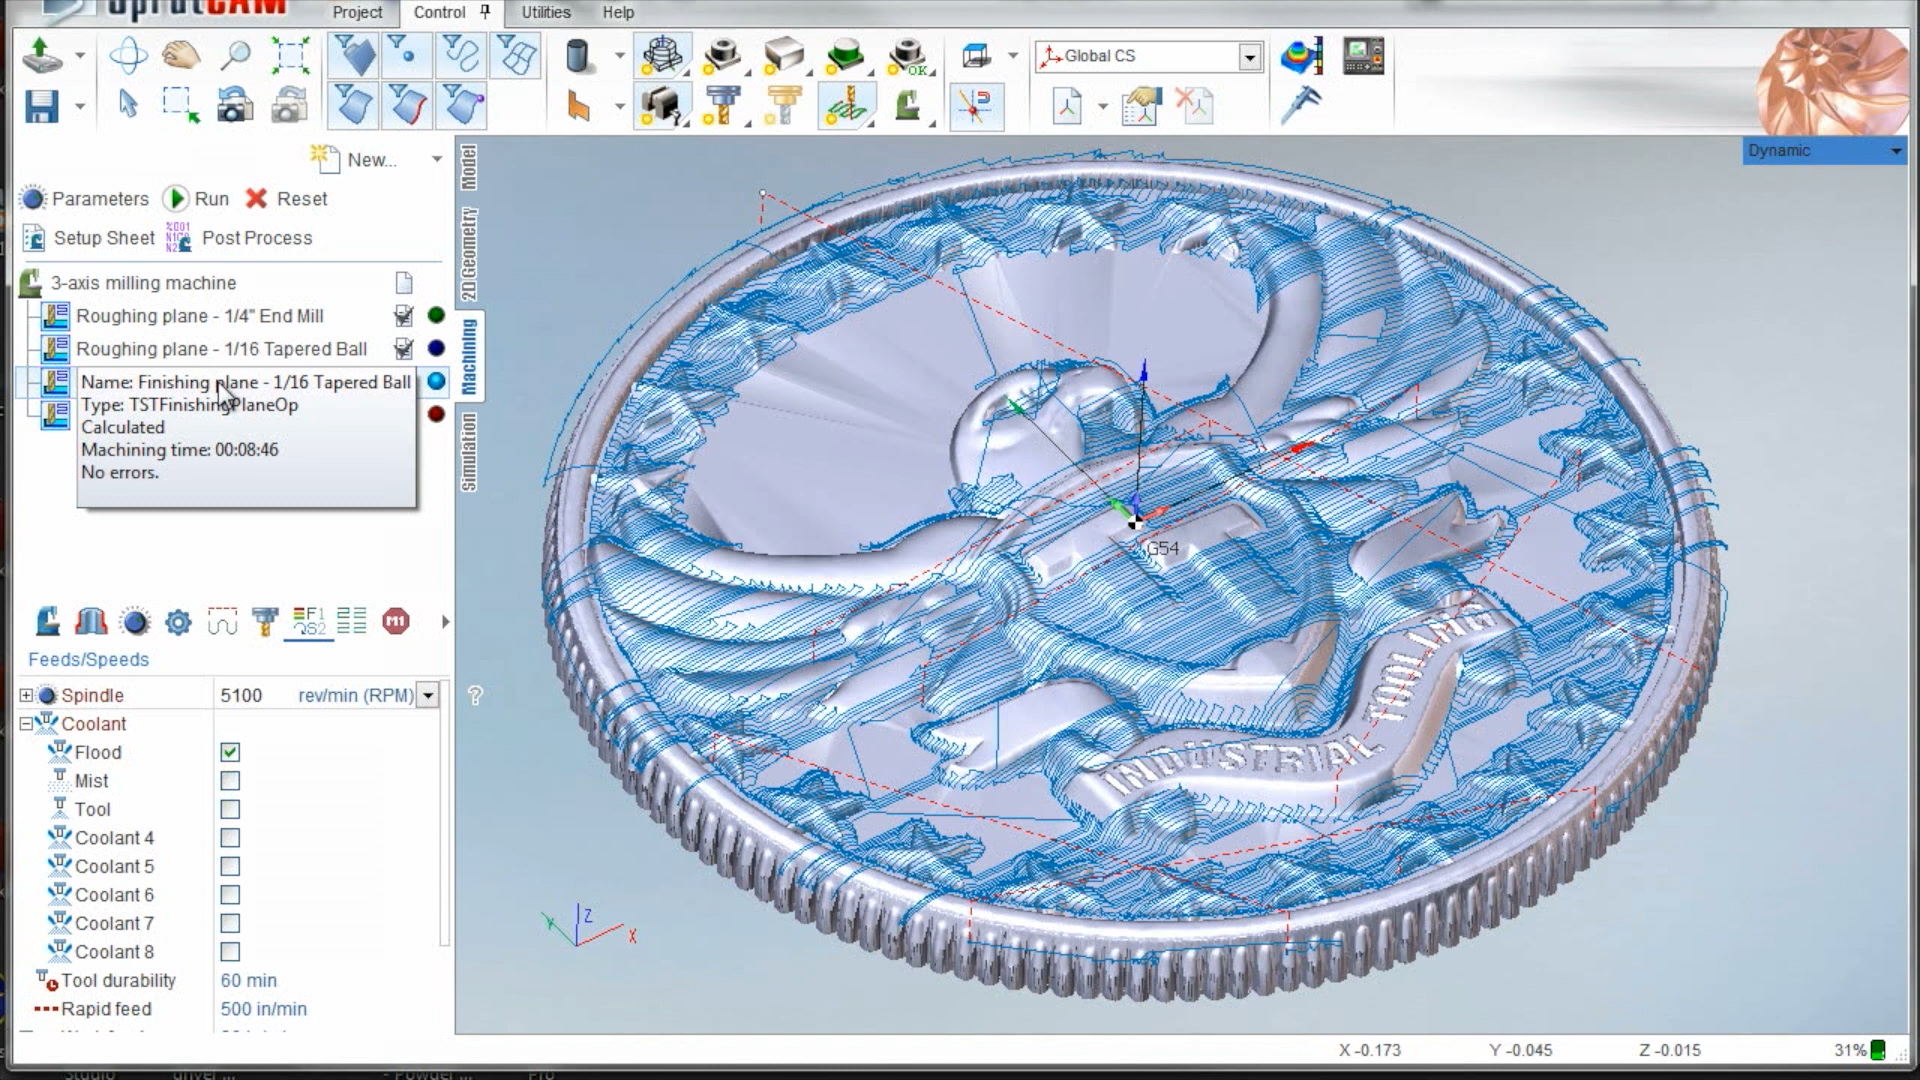 SprutCAM
Project
Control
Utilities
Help
Global CS
OK
New...
Parameters
Run
Reset
Setup Sheet
Post Process
3-axis milling machine
Roughing plane - 1/4" End Mill
Roughing plane - 1/16 Tapered Ball
Name: Finishing plane - 1/16 Tapered Ball
Type: TSTFinishingPlaneOp
Calculated
Machining time: 00:08:46
No errors.
Model
2D Geometry
Machining
Simulation
Dynamic
G54
INDUSTRIAL TOOLING
M1
Feeds/Speeds
Spindle 5100 rev/min (RPM)
Coolant
Flood
Mist
Tool
Coolant 4
Coolant 5
Coolant 6
Coolant 7
Coolant 8
Tool durability 60 min
Rapid feed 500 in/min
Z
Y
X
?
X -0.173 Y -0.045 Z -0.015 31%